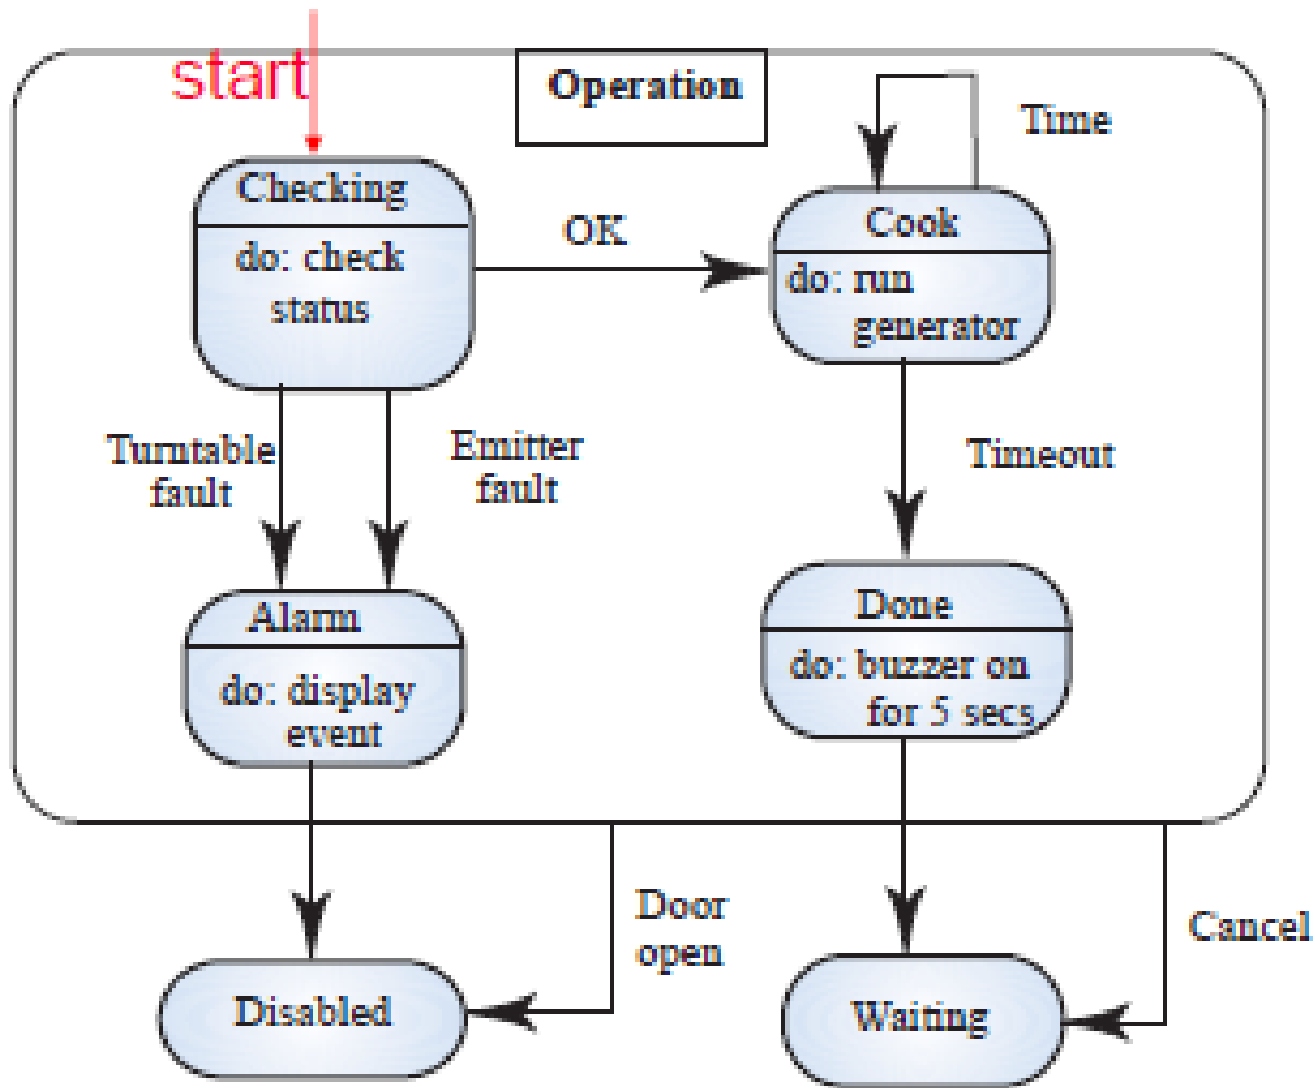 start
Operation
Time
Checking
do: check
status
OK
Cook
do: run
generator
Turntable
fault
Emitter
fault
Timeout
Alarm
do: display
event
Done
do: buzzer on
for 5 secs
Door
open
Cancel
Disabled
Waiting